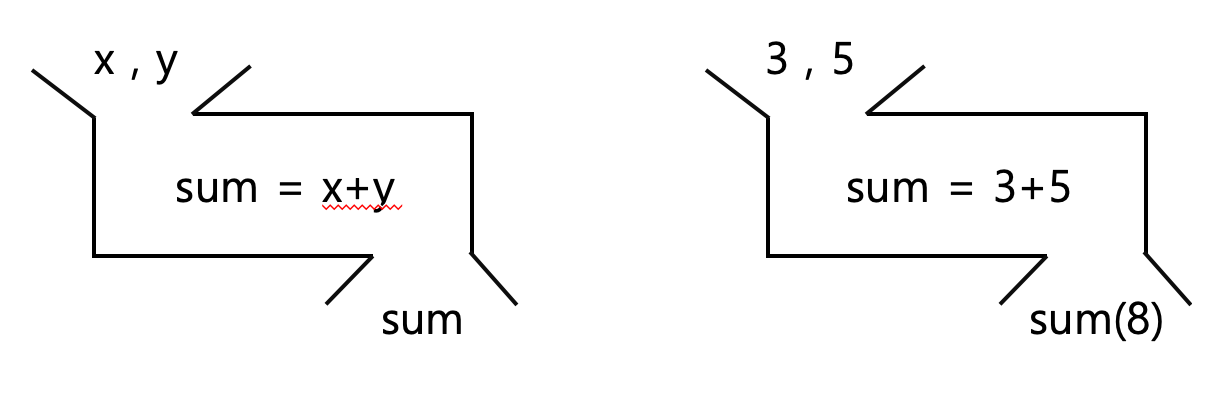 x , y
sum = x+y
sum
3 , 5
sum = 3+5
sum(8)